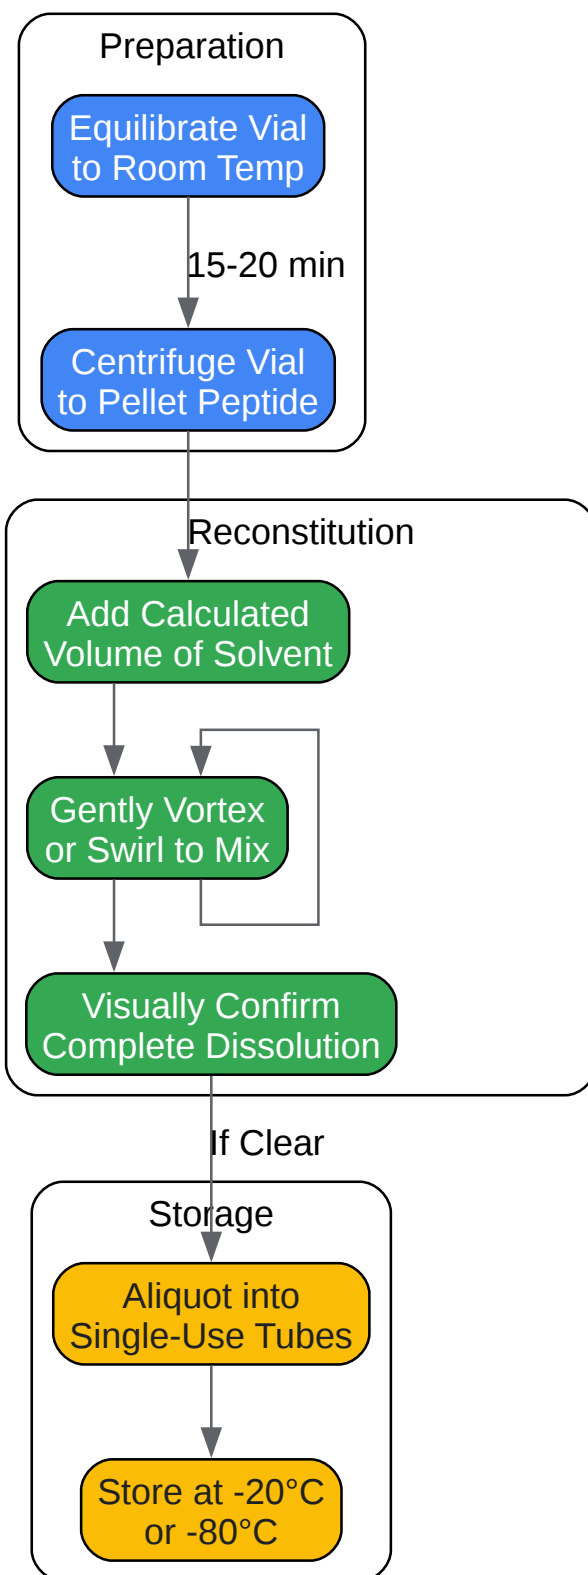 Preparation
Equilibrate Vial
to Room Temp
15-20 min
Centrifuge Vial
to Pellet Peptide
Reconstitution
Add Calculated
Volume of Solvent
Gently Vortex
or Swirl to Mix
Visually Confirm
Complete Dissolution
If Clear
Storage
Aliquot into
Single-Use Tubes
Store at -20°C
or -80°C